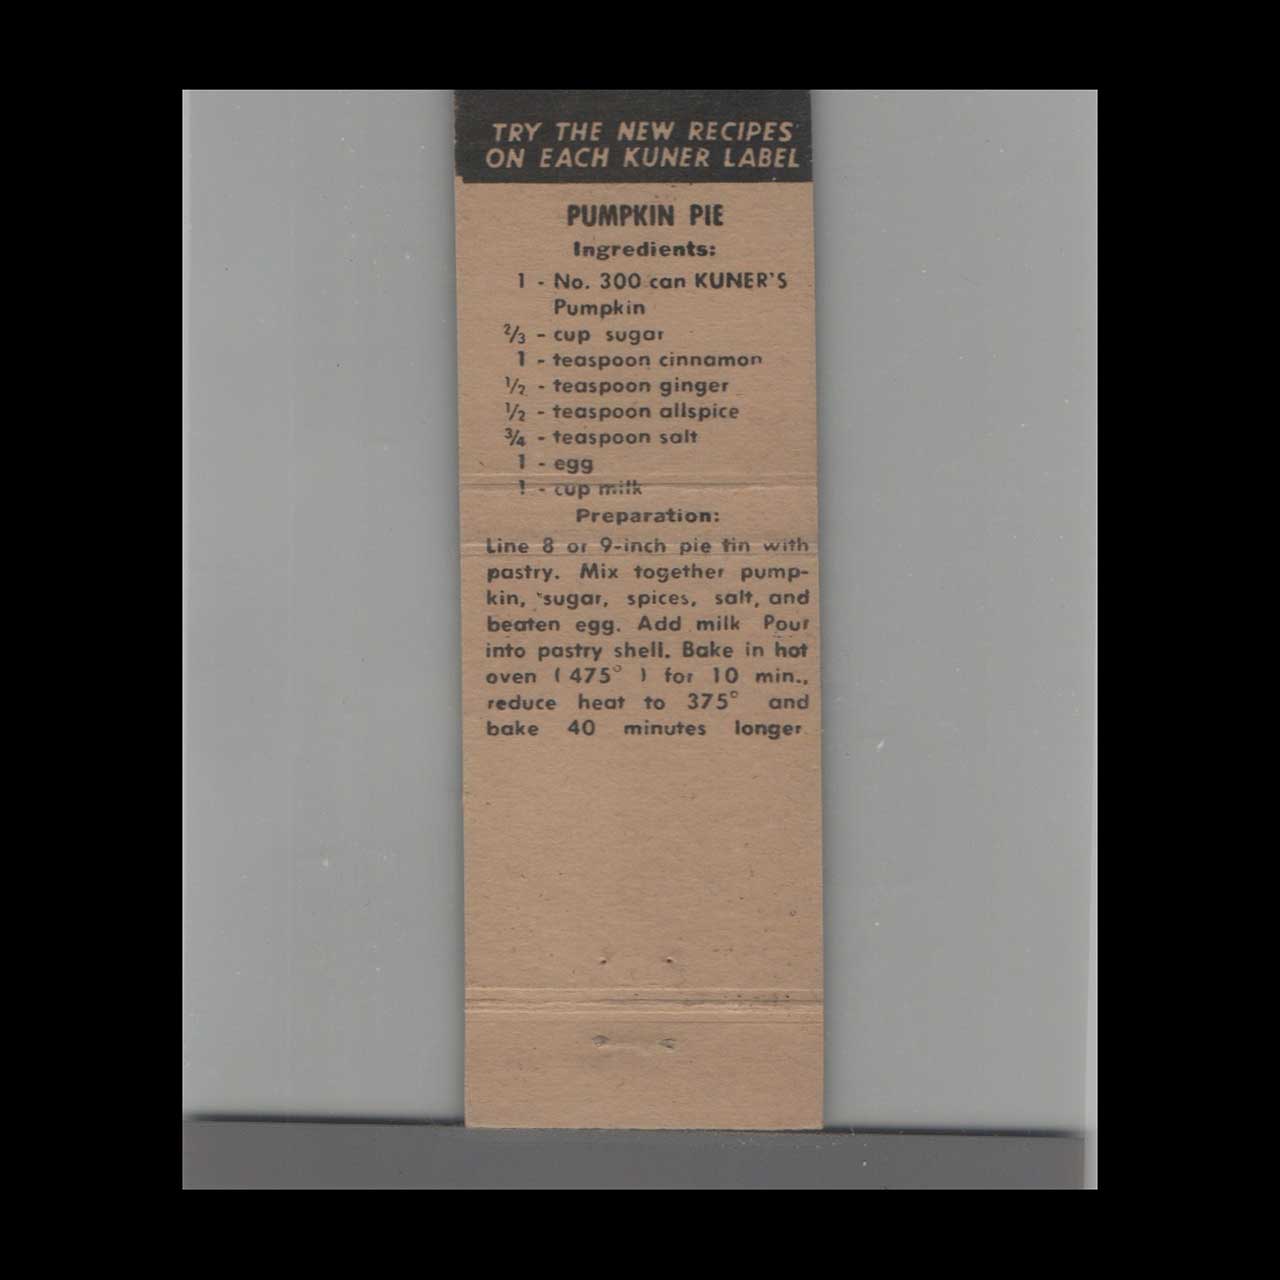 TRY THE NEW RECIPES
ON EACH KUNER LABEL
PUMPKIN PIE
Ingredients:
1 - No. 300 can KUNER'S
Pumpkin
⅔ - cup sugar
1 - teaspoon cinnamon
½ - teaspoon ginger
½ - teaspoon allspice
¾ - teaspoon salt
1 - egg
1 - cup milk
Preparation:
Line 8 or 9-inch pie tin with
pastry. Mix together pump-
kin, sugar, spices, salt, and
beaten egg. Add milk Pour
into pastry shell. Bake in hot
oven (475° ) for 10 min.,
reduce heat to 375° and
bake 40 minutes longer